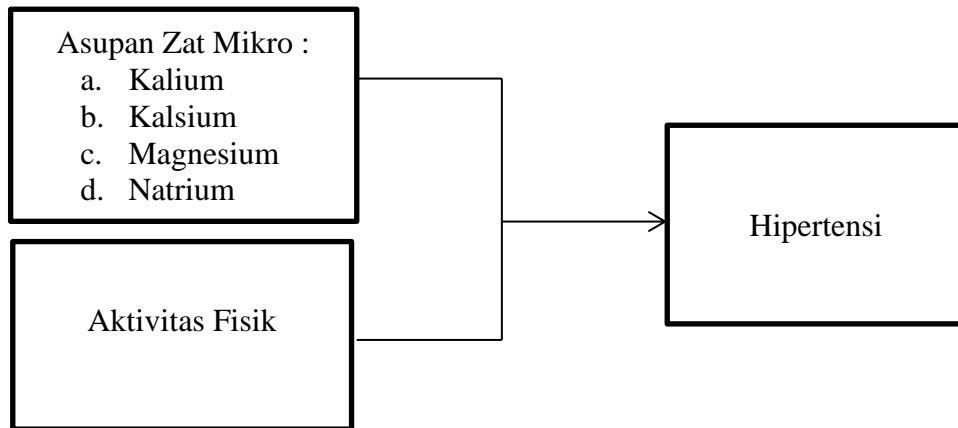 Asupan Zat Mikro :
a. Kalium
b. Kalsium
c. Magnesium
d. Natrium
Hipertensi
Aktivitas Fisik